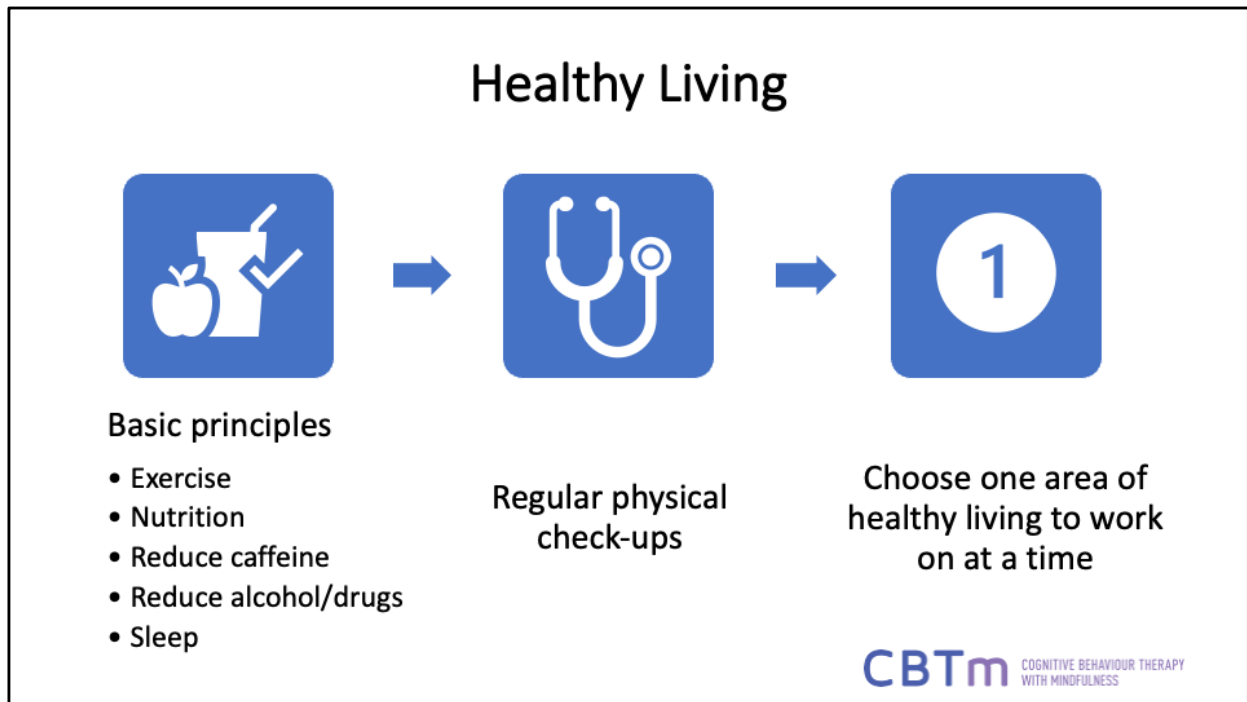 Healthy Living
Basic principles
• Exercise
• Nutrition
• Reduce caffeine
• Reduce alcohol/drugs
• Sleep
Regular physical
check-ups
1
Choose one area of
healthy living to work
on at a time
CBTm COGNITIVE BEHAVIOUR THERAPY
WITH MINDFULNESS